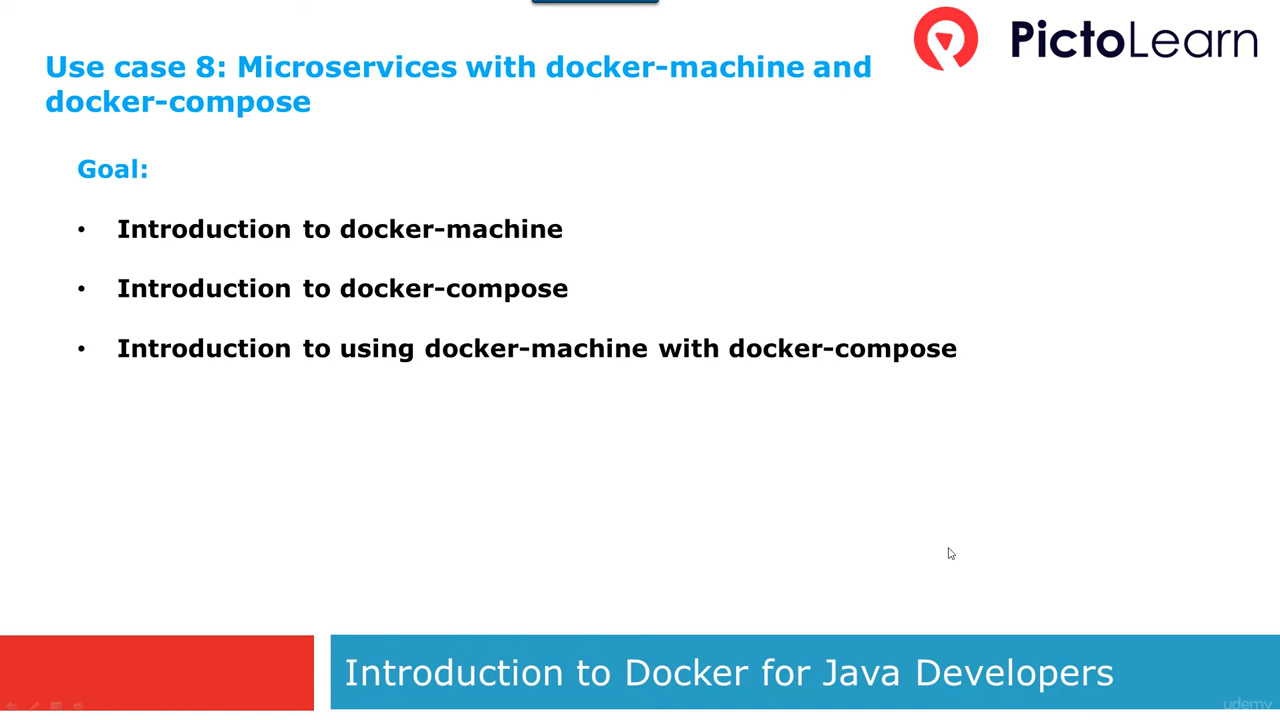 PictoLearn
Use case 8: Microservices with docker-machine and
docker-compose
Goal:
• Introduction to docker-machine
• Introduction to docker-compose
• Introduction to using docker-machine with docker-compose
Introduction to Docker for Java Developers
udemy